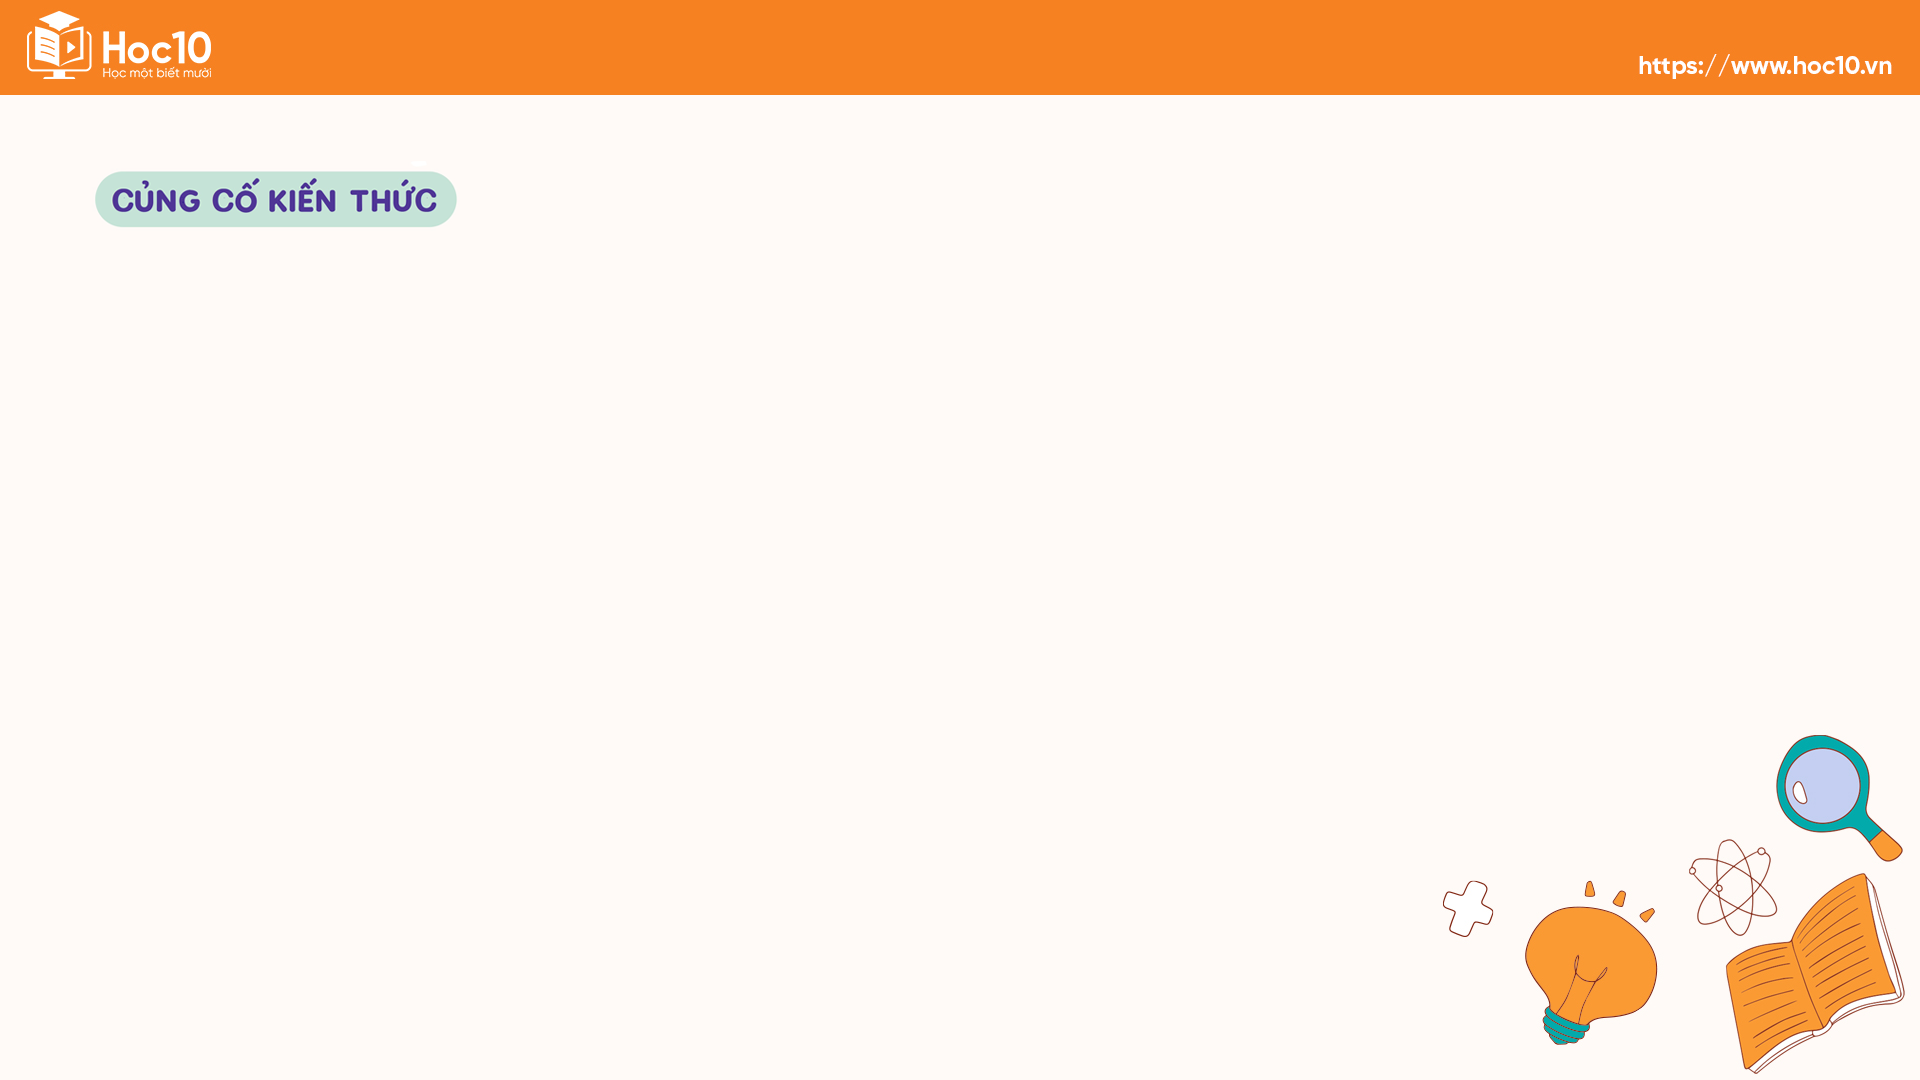 Hoc10
Học một biết mười
https://www.hoc10.vn
CỦNG CỐ KIẾN THỨC